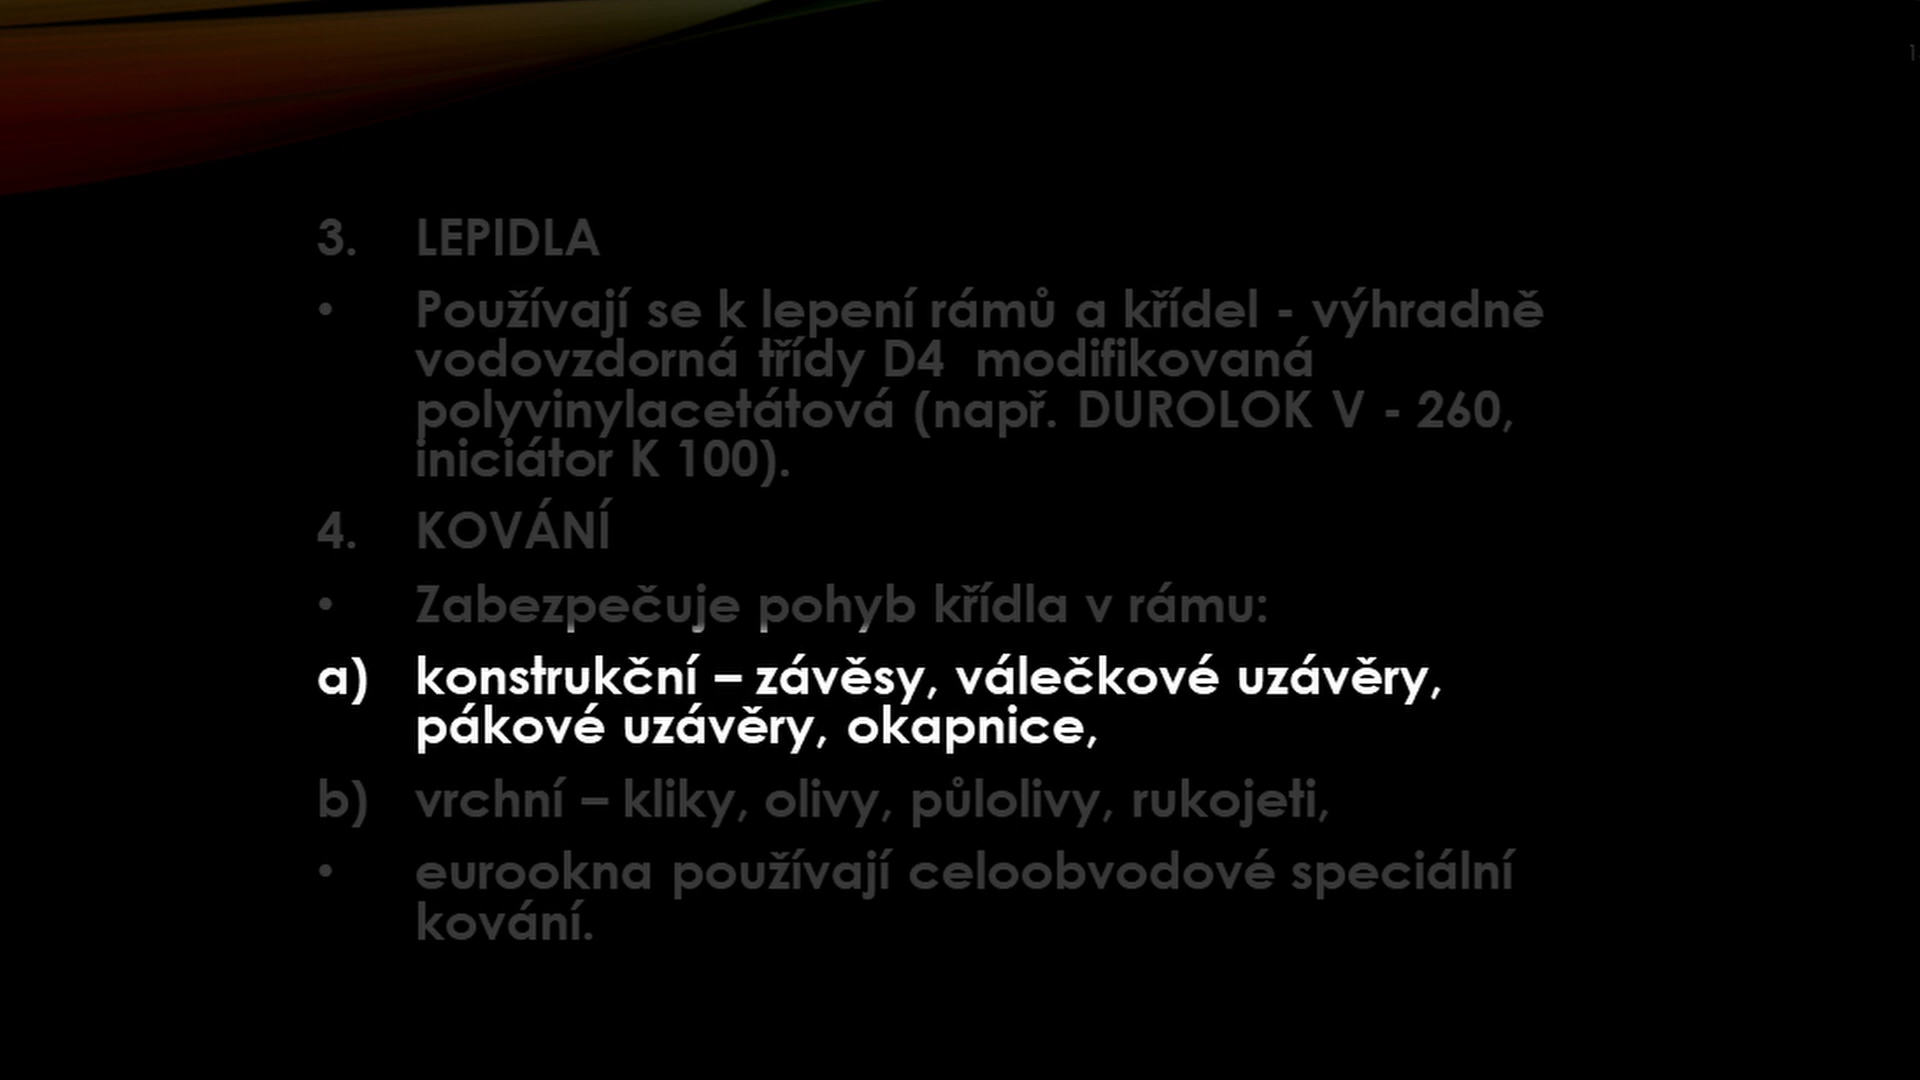 1
3. LEPIDLA
• Používají se k lepení rámů a křídel - výhradně
vodovzdorná třídy D4 modifikovaná
polyvinylacetátová (např. DUROLOK V - 260,
iniciátor K 100).
4. KOVÁNÍ
• Zabezpečuje pohyb křídla v rámu:
a) konstrukční – závěsy, válečkové uzávěry,
pákové uzávěry, okapnice,
b) vrchní – kliky, olivy, půlolivy, rukojeti,
• eurookna používají celoobvodové speciální
kování.